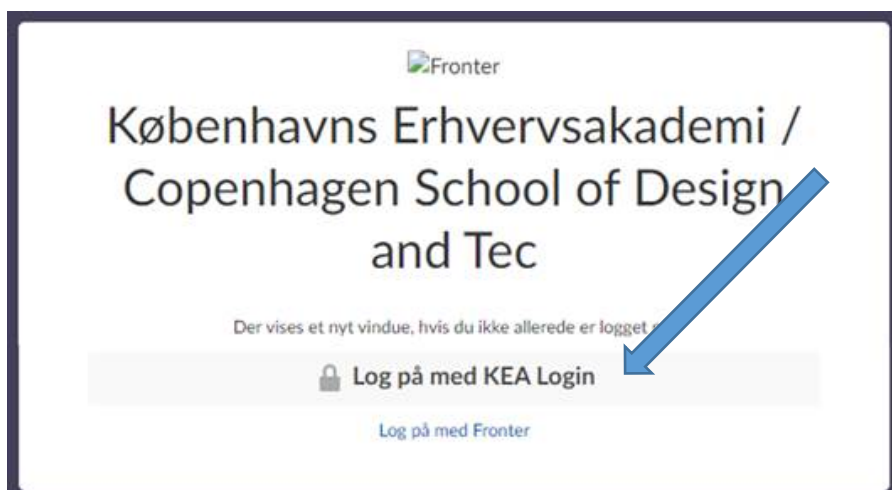 Fronter
Københavns Erhvervsakademi /
Copenhagen School of Design
and Tec
Der vises et nyt vindue, hvis du ikke allerede er logget
Log på med KEA Login
Log på med Fronter